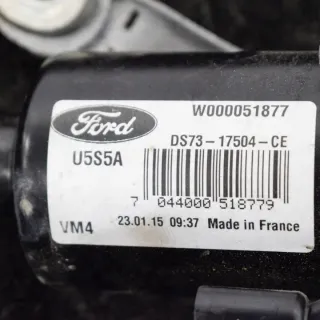 W000051877
Ford
DS73-17504-CE
U5S5A
7 044000 518779
VM4 23.01.15 09:37 Made in France